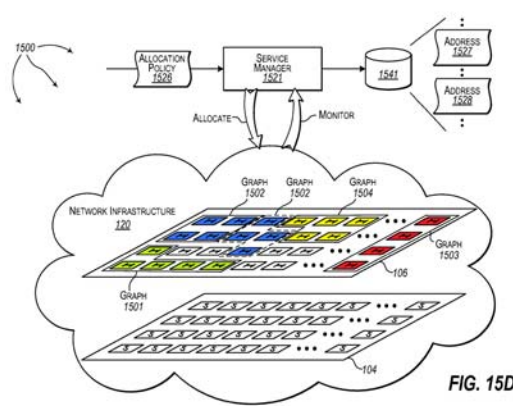 1500
ALLOCATION
POLICY
1526
SERVICE
MANAGER
1521
1541
ADDRESS
1527
ADDRESS
1528
ALLOCATE
MONITOR
GRAPH
1502
GRAPH
1502
GRAPH
1504
NETWORK INFRASTRUCTURE
120
GRAPH
1503
106
GRAPH
1501
104
FIG. 15D